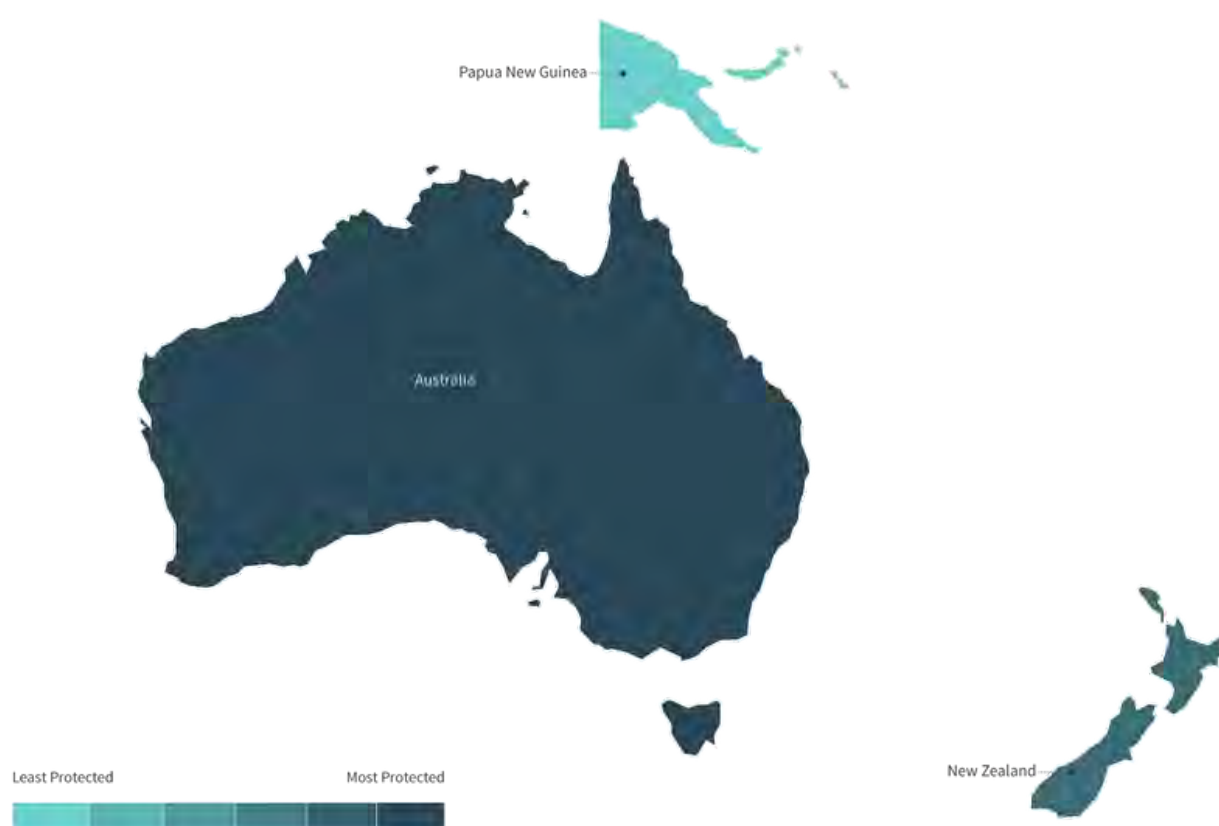 Papua New Guinea
Australia
New Zealand
Least Protected
Most Protected